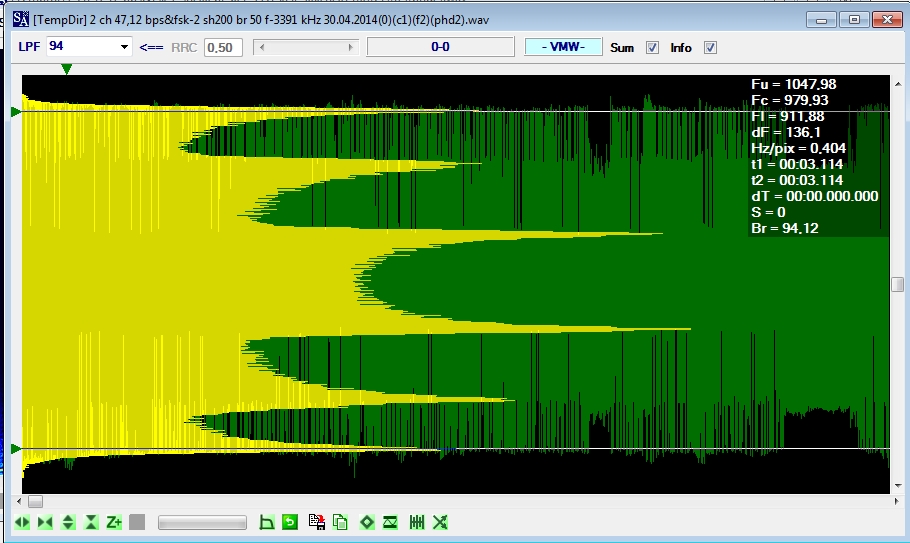 SA [TempDir] 2 ch 47,12 bps&fsk-2 sh200 br 50 f-3391 kHz 30.04.2014(0)(c1)(f2)(phd2).wav
LPF 94 <== RRC 0,50 0-0 - VMW- Sum Info
Fu = 1047,98
Fc = 979,93
Fl = 911,88
dF = 136,1
Hz/pix = 0,404
t1 = 00:03.114
t2 = 00:03.114
dT = 00:00.000.000
S = 0
Br = 94,12
Z+